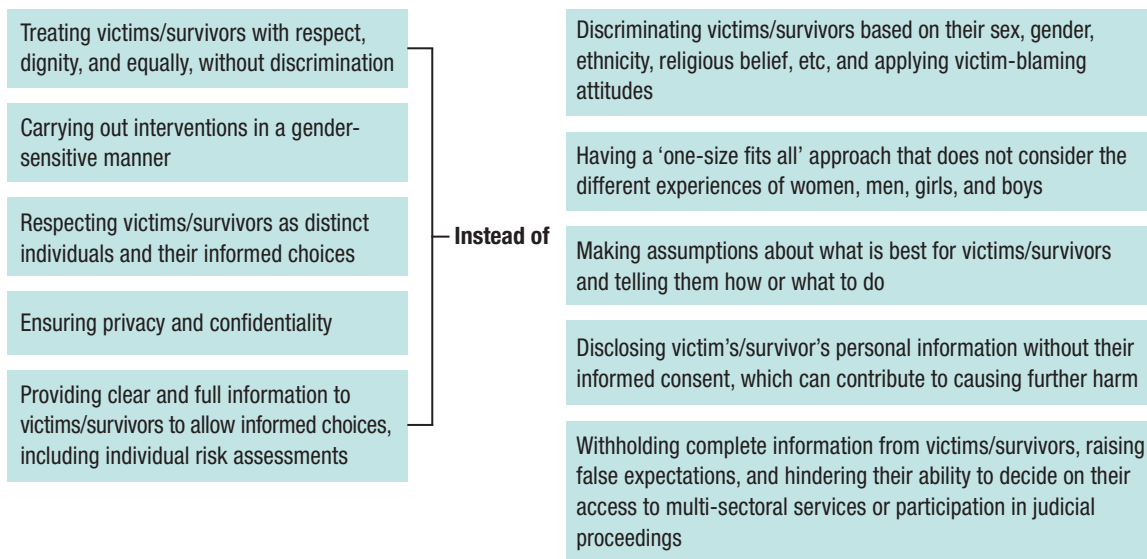 Treating victims/survivors with respect,
dignity, and equally, without discrimination
Carrying out interventions in a gender-
sensitive manner
Respecting victims/survivors as distinct
individuals and their informed choices
Ensuring privacy and confidentiality
Providing clear and full information to
victims/survivors to allow informed choices,
including individual risk assessments
Instead of
Discriminating victims/survivors based on their sex, gender,
ethnicity, religious belief, etc, and applying victim-blaming
attitudes
Having a ‘one-size fits all’ approach that does not consider the
different experiences of women, men, girls, and boys
Making assumptions about what is best for victims/survivors
and telling them how or what to do
Disclosing victim’s/survivor’s personal information without their
informed consent, which can contribute to causing further harm
Withholding complete information from victims/survivors, raising
false expectations, and hindering their ability to decide on their
access to multi-sectoral services or participation in judicial
proceedings